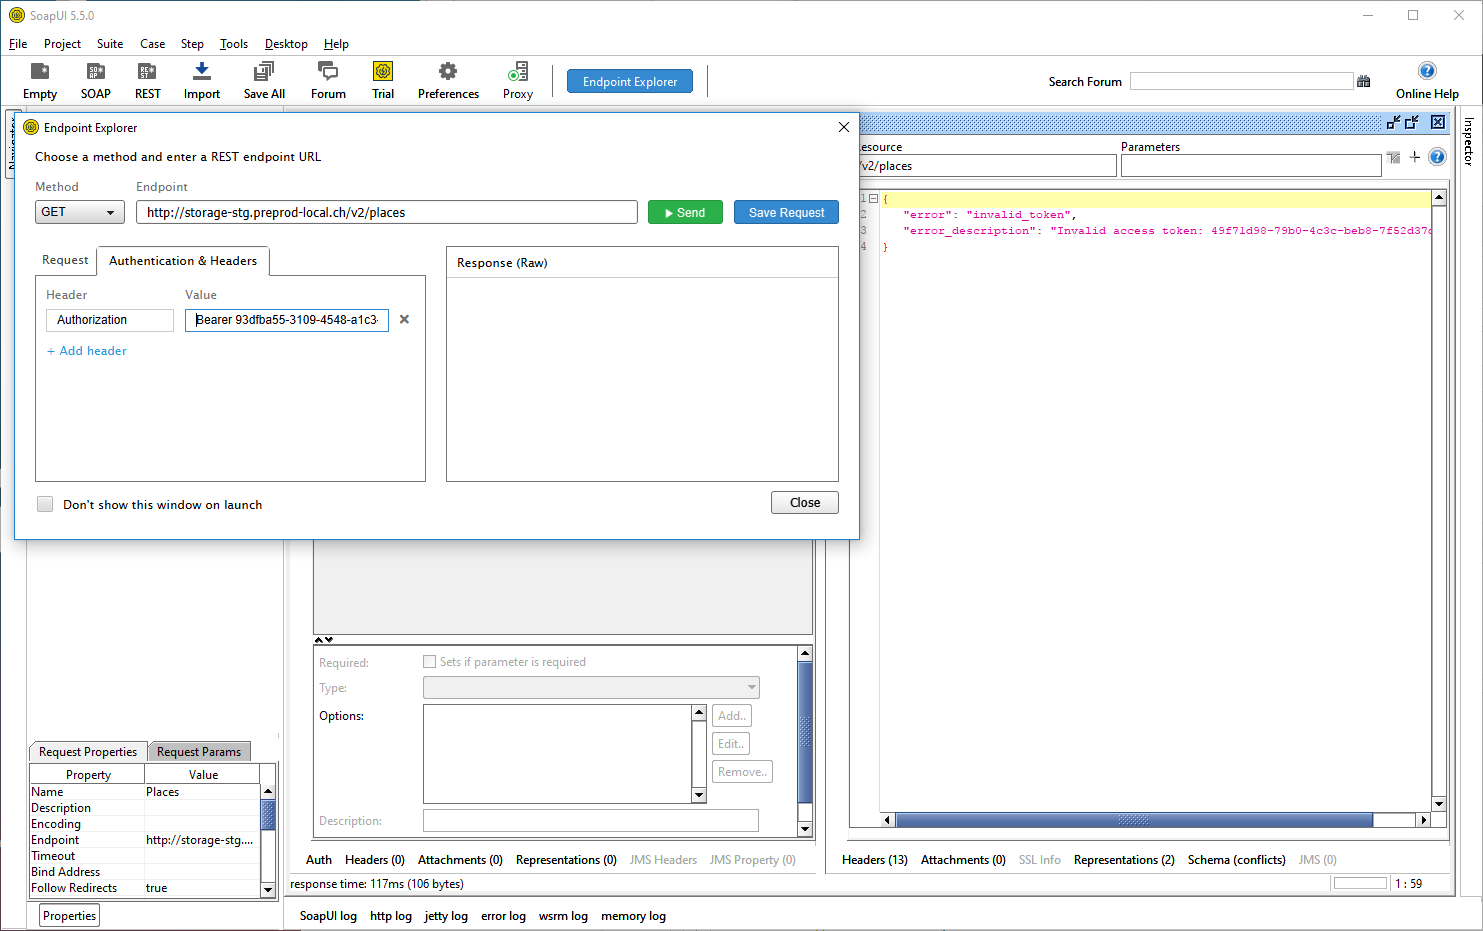 SoapUI 5.5.0
File Project Suite Case Step Tools Desktop Help
Empty SOAP REST Import Save All Forum Trial Preferences Proxy Endpoint Explorer Search Forum Online Help
Endpoint Explorer
Choose a method and enter a REST endpoint URL
Method Endpoint
GET http://storage-stg.preprod-local.ch/v2/places Send Save Request
Request Authentication & Headers
Header Value
Authorization Bearer 93dfba55-3109-4548-a1c3-
+ Add header
Response (Raw)
Don't show this window on launch
Close
Parameters
/v2/places
Inspector
1 {
2 "error": "invalid_token",
3 "error_description": "Invalid access token: 49f71d98-79b0-4c3c-beb8-7f52d37
4 }
Required: Sets if parameter is required
Type:
Options:
Add..
Edit..
Remove..
Description:
Request Properties Request Params
Property Value
Name Places
Description
Encoding
Endpoint http://storage-stg....
Timeout
Bind Address
Follow Redirects true
Properties
Auth Headers (0) Attachments (0) Representations (0) JMS Headers JMS Property (0)
Headers (13) Attachments (0) SSL Info Representations (2) Schema (conflicts) JMS (0)
response time: 117ms (106 bytes)
1 : 59
SoapUI log http log jetty log error log wsrm log memory log